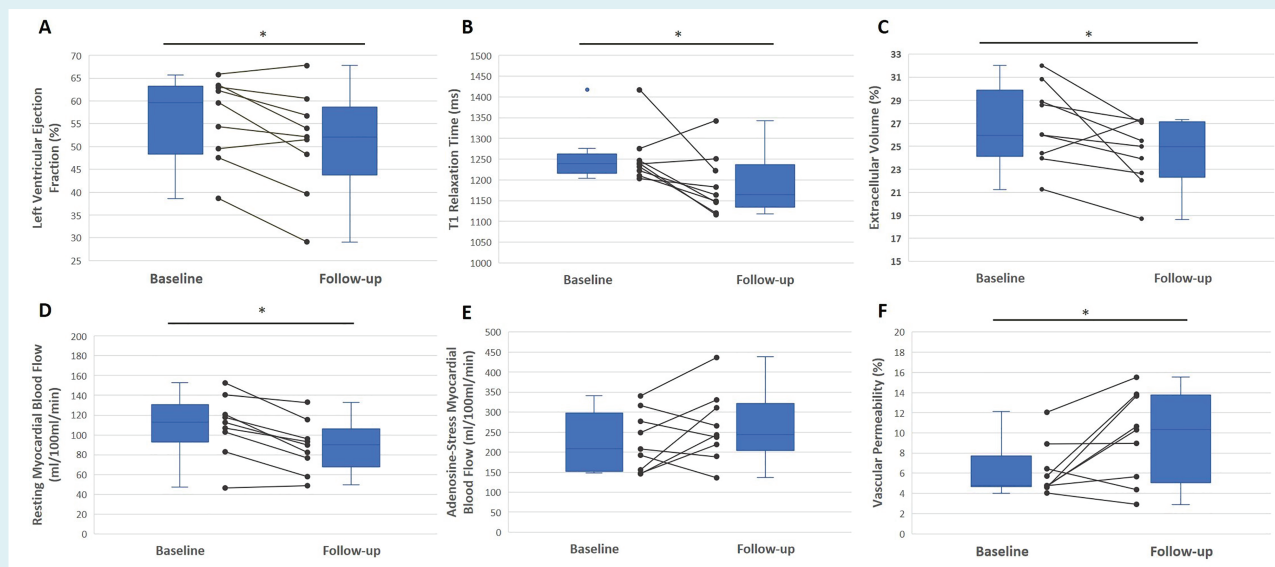 A
*
Left Ventricular Ejection
Fraction (%)
70
65
60
55
50
45
40
35
30
25
Baseline
Follow-up
B
*
T1 Relaxation Time (ms)
1500
1450
1400
1350
1300
1250
1200
1150
1100
1050
1000
Baseline
Follow-up
C
*
Extracellular Volume (%)
33
31
29
27
25
23
21
19
17
15
Baseline
Follow-up
D
*
Resting Myocardial Blood Flow
(ml/100ml/min)
200
180
160
140
120
100
80
60
40
20
0
Baseline
Follow-up
E
Adenosine-Stress Myocardial
Blood Flow (ml/100ml/min)
500
450
400
350
300
250
200
150
100
50
0
Baseline
Follow-up
F
*
Vascular Permeability (%)
20
18
16
14
12
10
8
6
4
2
0
Baseline
Follow-up